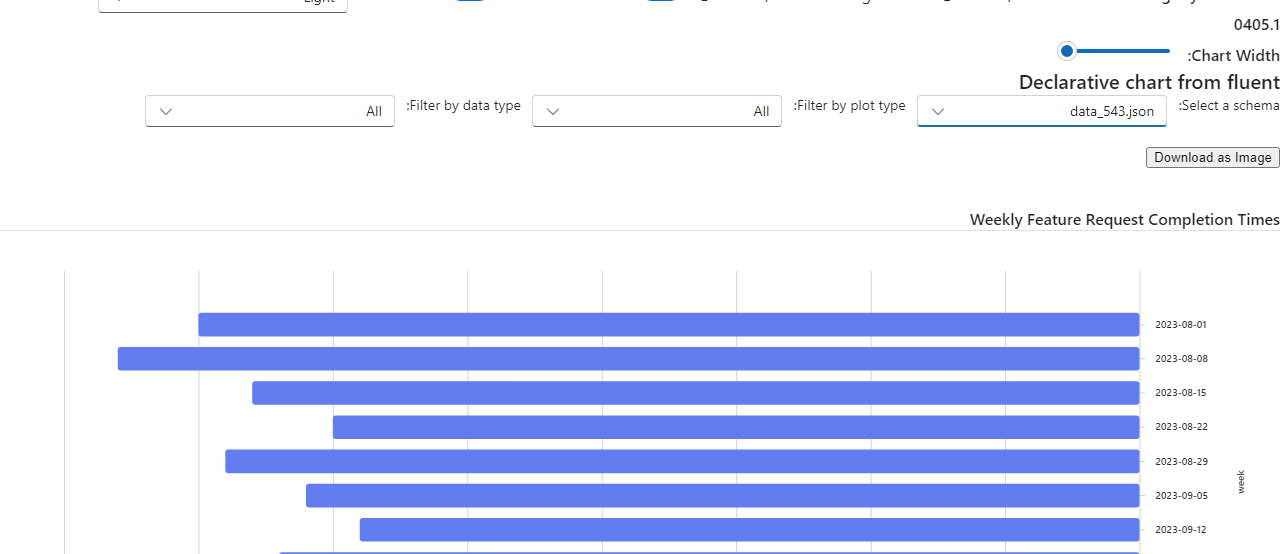 Light
0405.1
:Chart Width
Declarative chart from fluent
:Select a schema
data_543.json
:Filter by plot type
All
:Filter by data type
All
Download as Image
Weekly Feature Request Completion Times
2023-08-01
2023-08-08
2023-08-15
2023-08-22
2023-08-29
2023-09-05
2023-09-12
week